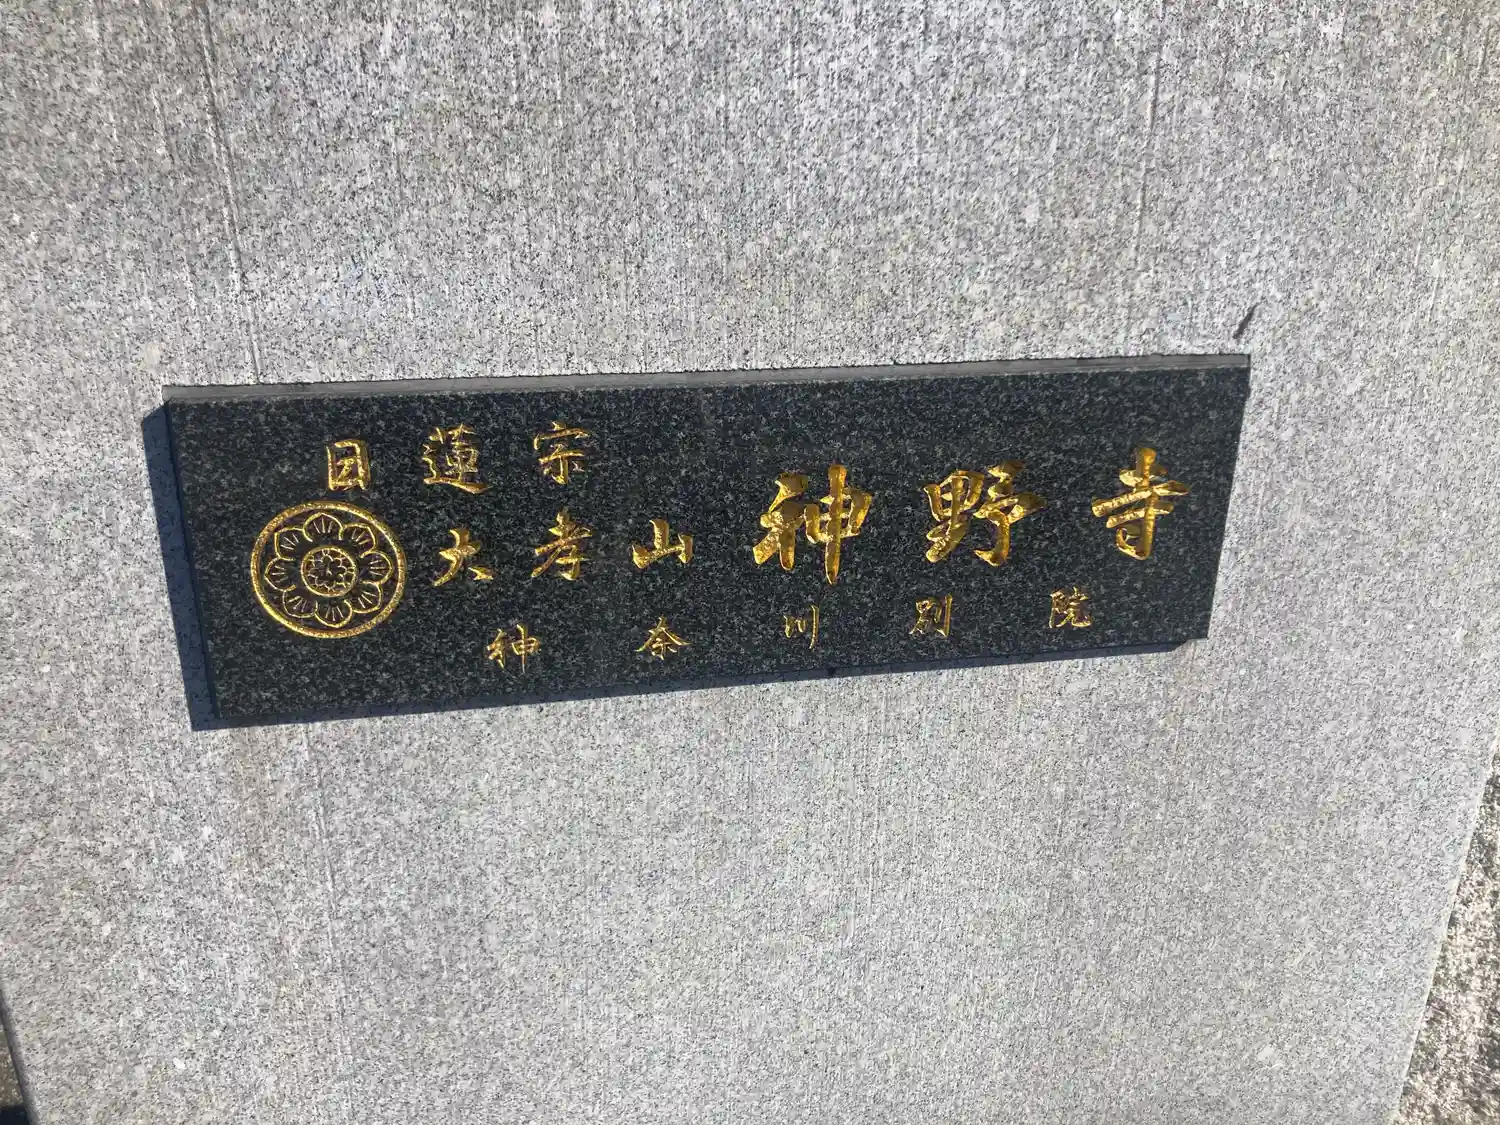 日蓮宗
大孝山 神野寺
神奈川別院